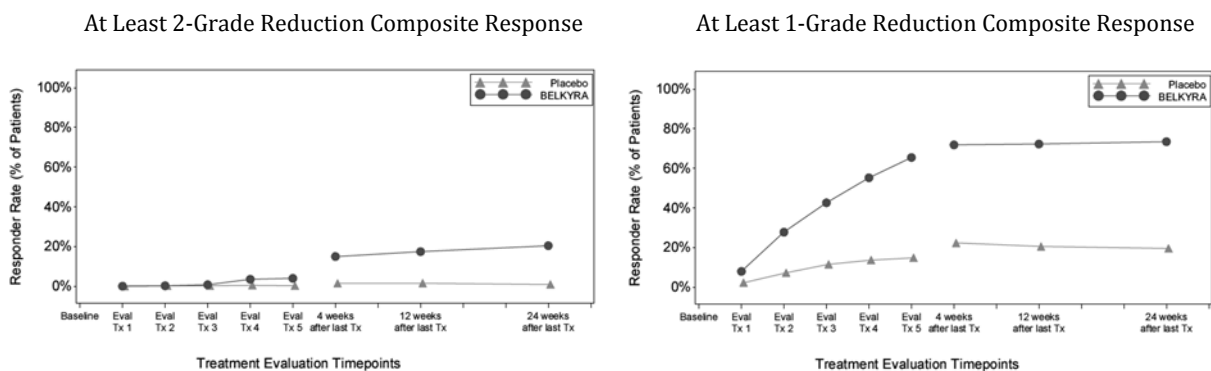 At Least 2-Grade Reduction Composite Response
Placebo
BELKYRA
100%
80%
60%
40%
20%
0%
Responder Rate (% of Patients)
Baseline Eval Tx 1 Eval Tx 2 Eval Tx 3 Eval Tx 4 Eval Tx 5 4 weeks after last Tx 12 weeks after last Tx 24 weeks after last Tx
Treatment Evaluation Timepoints
At Least 1-Grade Reduction Composite Response
Placebo
BELKYRA
100%
80%
60%
40%
20%
0%
Responder Rate (% of Patients)
Baseline Eval Tx 1 Eval Tx 2 Eval Tx 3 Eval Tx 4 Eval Tx 5 4 weeks after last Tx 12 weeks after last Tx 24 weeks after last Tx
Treatment Evaluation Timepoints